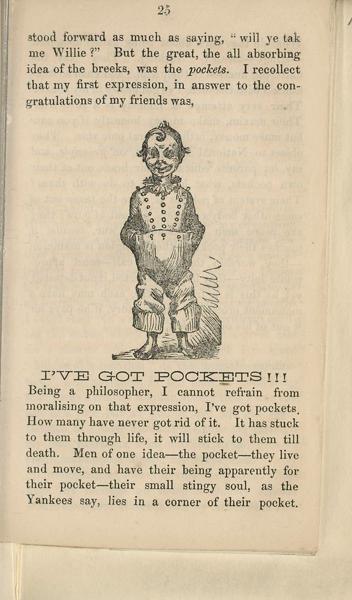 25
stood forward as much as saying, "will ye tak
me Willie?" But the great, the all absorbing
idea of the breeks, was the pockets. I recollect
that my first expression, in answer to the con-
gratulations of my friends was,
I'VE GOT POCKETS!!!
Being a philosopher, I cannot refrain from
moralising on that expression, I've got pockets.
How many have never got rid of it. It has stuck
to them through life, it will stick to them till
death. Men of one idea—the pocket—they live
and move, and have their being apparently for
their pocket—their small stingy soul, as the
Yankees say, lies in a corner of their pocket.